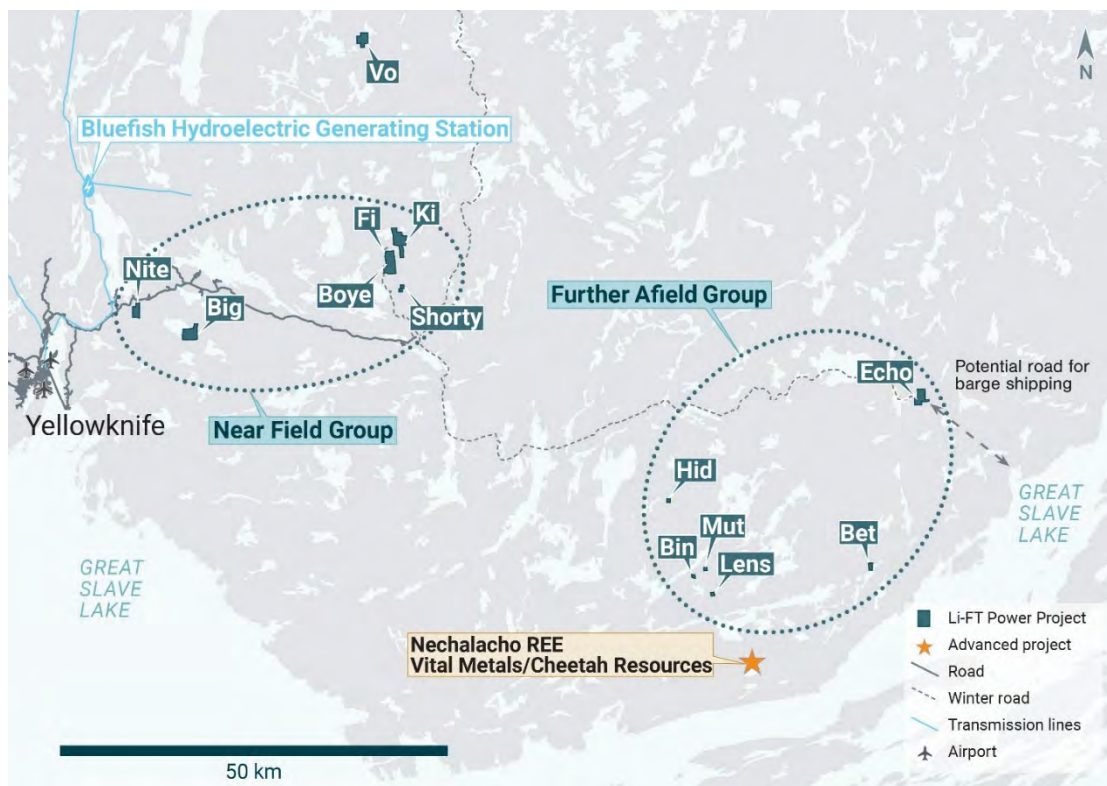 Vo
N
Bluefish Hydroelectric Generating Station
Fi
Ki
Nite
Big
Boye
Shorty
Further Afield Group
Echo
Potential road for
barge shipping
Yellowknife
Near Field Group
Hid
GREAT
SLAVE
LAKE
Mut
Bin
Bet
Lens
GREAT
SLAVE
LAKE
Nechalacho REE
Vital Metals/Cheetah Resources
Li-FT Power Project
Advanced project
Road
Winter road
Transmission lines
Airport
50 km